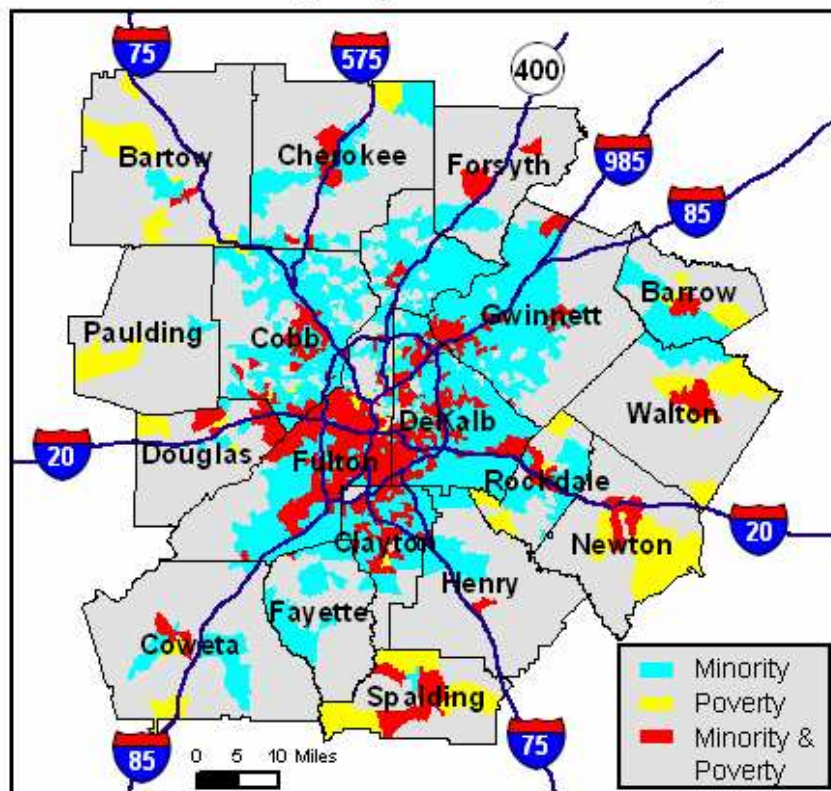 75
575
400
985
85
Bartow
Cherokee
Forsyth
Barrow
Gwinnett
Paulding
Cobb
Walton
DeKalb
20
Douglas
Fulton
Rockdale
20
Clayton
Newton
Henry
Fayette
Coweta
Spalding
85
0 5 10 Miles
75
Minority
Poverty
Minority &
Poverty